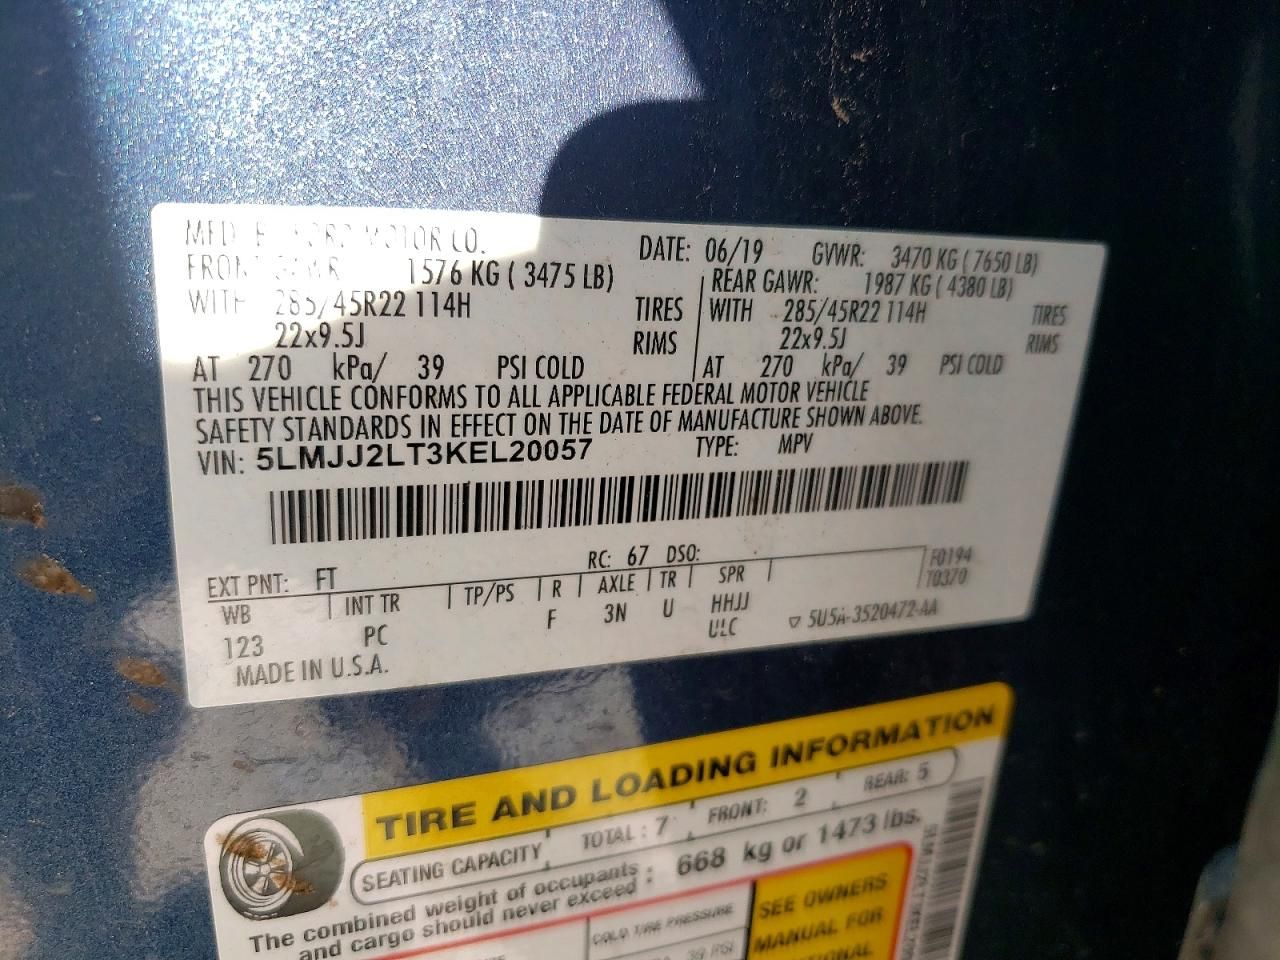 MFD. BY FORD MOTOR CO. DATE: 06/19 GVWR: 3470 KG ( 7650 LB)
FRONT GAWR 1576 KG ( 3475 LB) REAR GAWR: 1987 KG ( 4380 LB)
WITH 285/45R22 114H TIRES WITH 285/45R22 114H TIRES
22x9.5J RIMS 22x9.5J RIMS
AT 270 kPa/ 39 PSI COLD AT 270 kPa/ 39 PSI COLD
THIS VEHICLE CONFORMS TO ALL APPLICABLE FEDERAL MOTOR VEHICLE
SAFETY STANDARDS IN EFFECT ON THE DATE OF MANUFACTURE SHOWN ABOVE.
VIN: 5LMJJ2LT3KEL20057 TYPE: MPV
EXT PNT: FT RC: 67 DSO: F0194
WB INT TR TP/PS R AXLE TR SPR T0370
123 PC F 3N U HHJJ
ULC ▽ 5U5A-3520472-AA
MADE IN U.S.A.
TIRE AND LOADING INFORMATION
SEATING CAPACITY TOTAL : 7 FRONT: 2 REAR: 5
The combined weight of occupants
and cargo should never exceed : 668 kg or 1473 lbs.
COLD TIRE PRESSURE
39 PSI
SEE OWNERS
MANUAL FOR